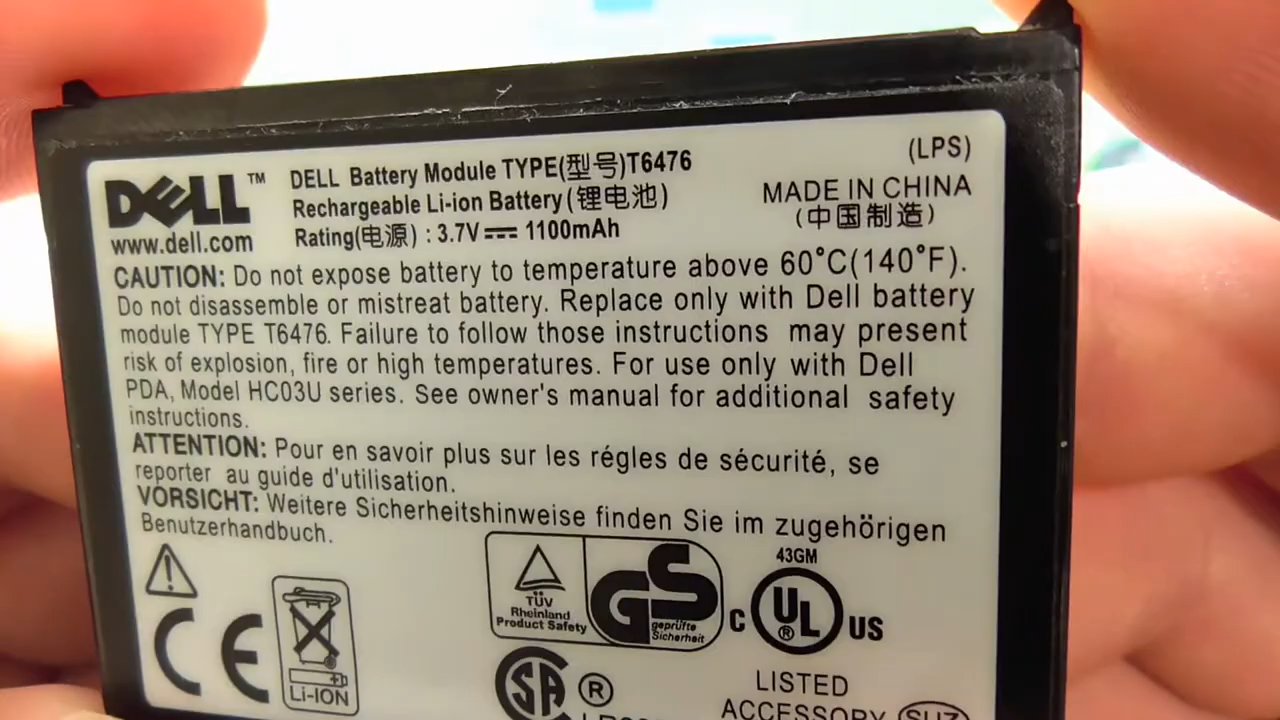 DELL™ DELL Battery Module TYPE(型号)T6476 (LPS)
www.dell.com Rechargeable Li-ion Battery (锂电池) MADE IN CHINA
Rating(电源) : 3.7V⎓ 1100mAh (中国制造)
CAUTION: Do not expose battery to temperature above 60°C(140°F).
Do not disassemble or mistreat battery. Replace only with Dell battery
module TYPE T6476. Failure to follow those instructions may present
risk of explosion, fire or high temperatures. For use only with Dell
PDA, Model HC03U series. See owner's manual for additional safety
instructions.
ATTENTION: Pour en savoir plus sur les régles de sécurité, se
reporter au guide d'utilisation.
VORSICHT: Weitere Sicherheitshinweise finden Sie im zugehörigen
Benutzerhandbuch.
CE
Li-ION
TÜV
Rheinland
Product Safety
GS
geprüfte
Sicherheit
43GM
C UL® US
SA ®
LISTED
ACCESSORY